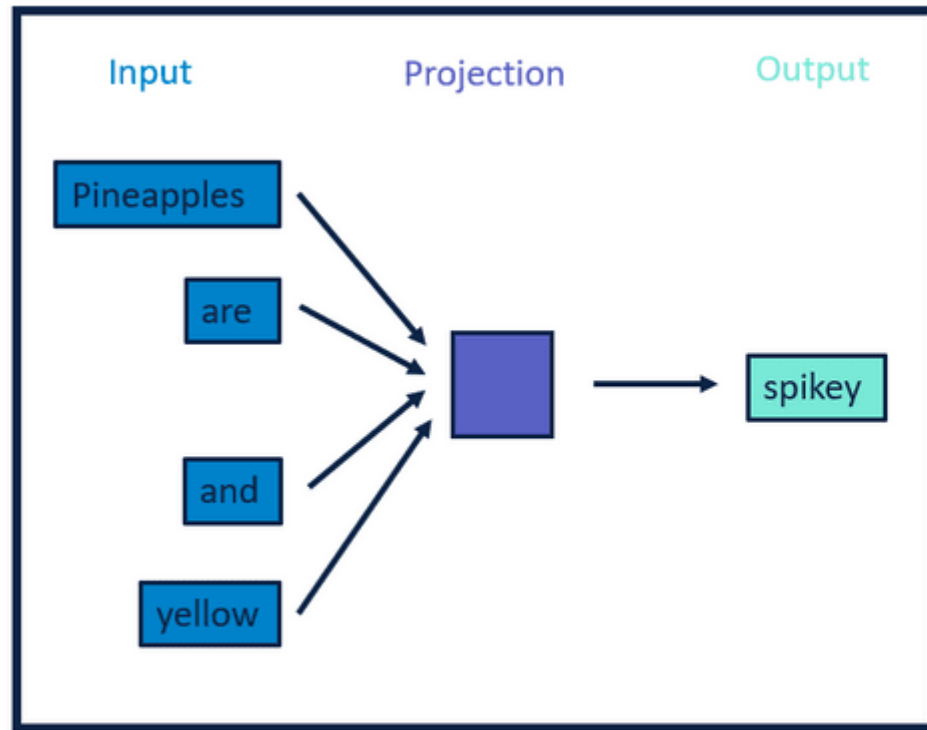 Input Projection Output
Pineapples
are
spikey
and
yellow